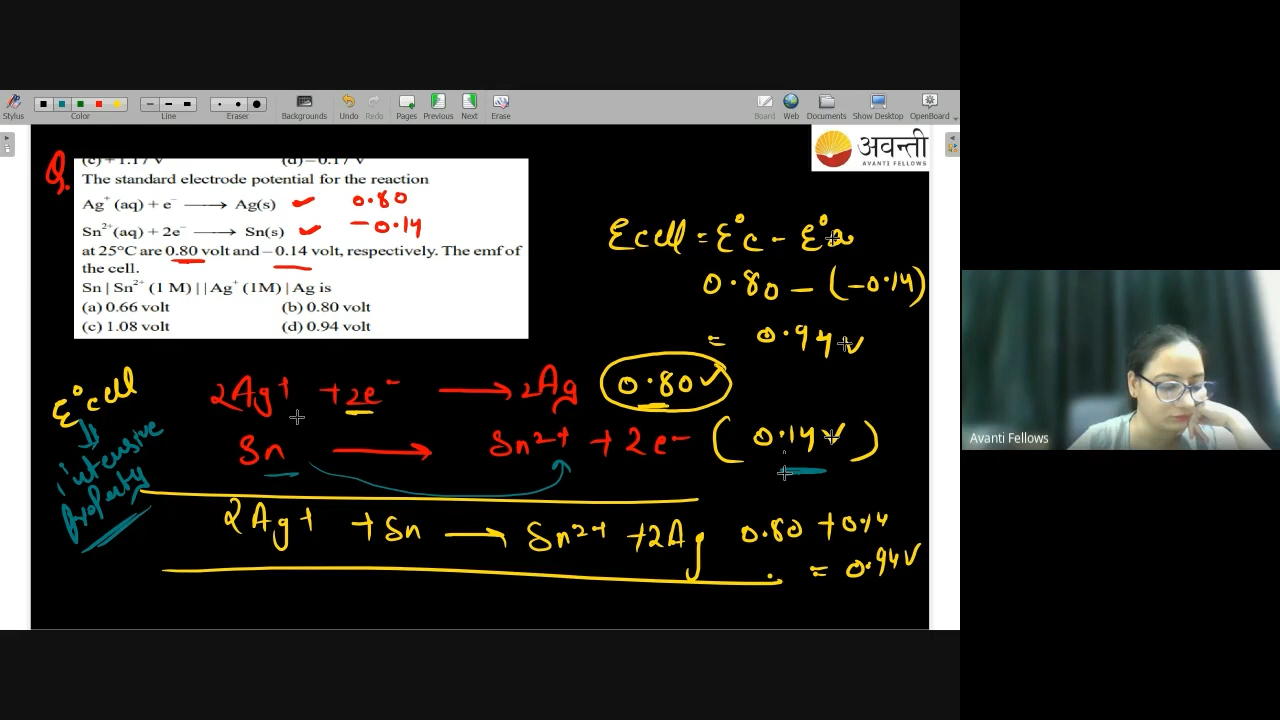 Stylus
Color
Line
Eraser
Backgrounds
Undo
Redo
Pages
Previous
Next
Erase
Board
Web
Documents
Show Desktop
OpenBoard
अवन्ती
AVANTI FELLOWS
Q.
(c) + 1.17 V (d) – 0.17 V
The standard electrode potential for the reaction
Ag⁺ (aq) + e⁻ ⟶ Ag(s) ✓ 0.80
Sn²⁺(aq) + 2e⁻ ⟶ Sn(s) ✓ -0.14
at 25°C are 0.80 volt and – 0.14 volt, respectively. The emf of
the cell.
Sn | Sn²⁺ (1 M) | | Ag⁺ (1M) | Ag is
(a) 0.66 volt (b) 0.80 volt
(c) 1.08 volt (d) 0.94 volt
Ecell = E°c - E°a
0.80 - (-0.14)
= 0.94 V
E°cell
⇓
intensive
property
2Ag+ + 2e- → 2Ag 0.80 V
Sn → Sn2+ + 2e- (0.14 V)
2Ag+ + Sn → Sn2+ + 2Ag 0.80 + 0.14
= 0.94 V
Avanti Fellows